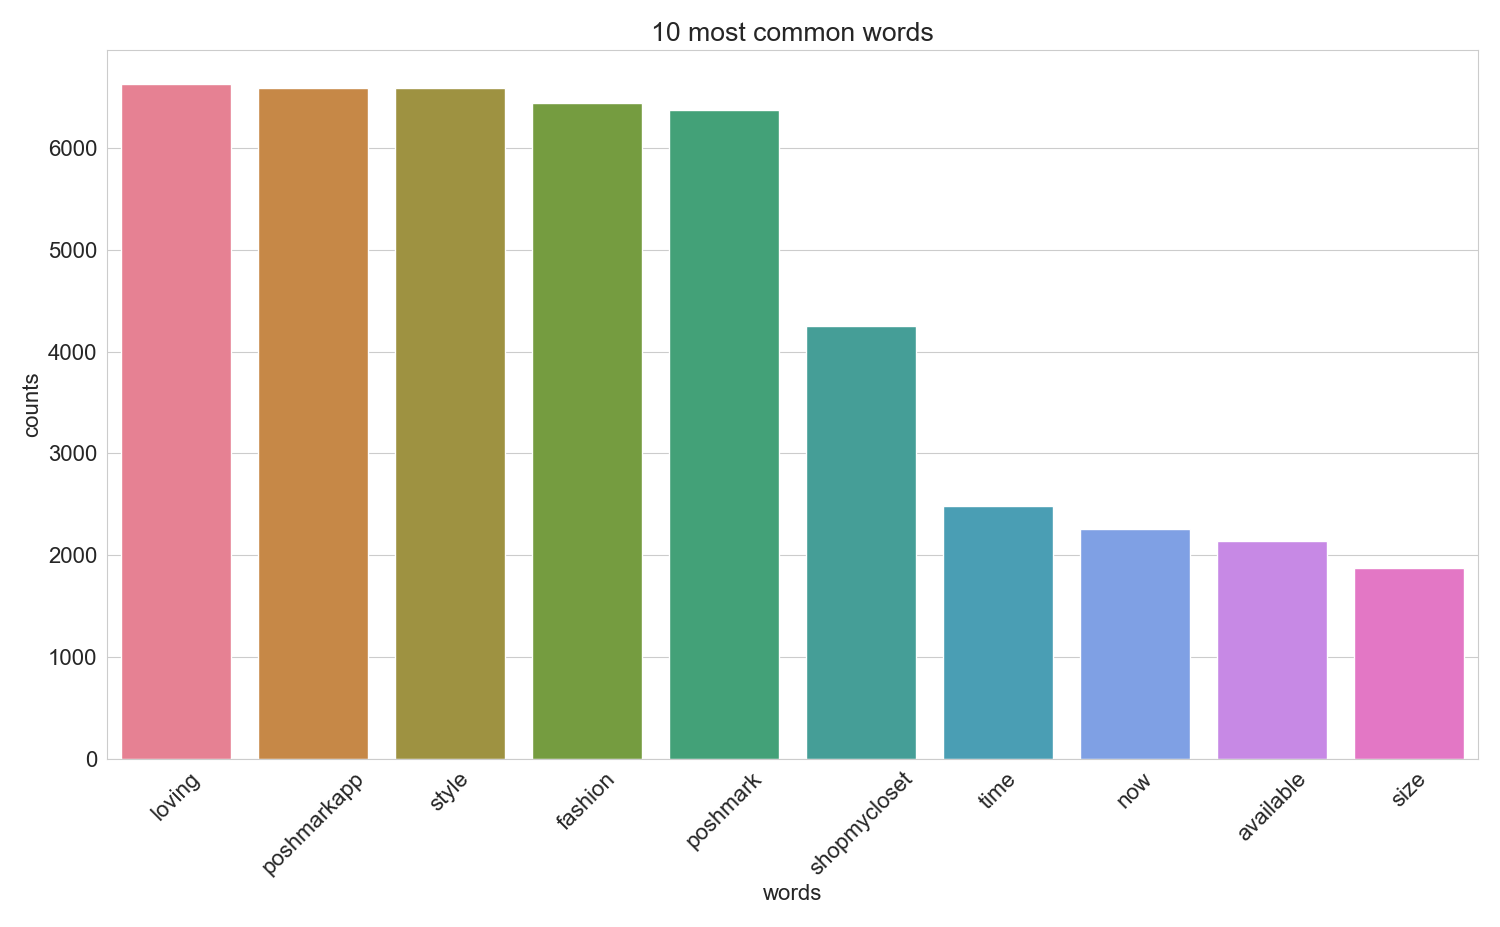 10 most common words
counts
6000
5000
4000
3000
2000
1000
0
loving
poshmarkapp
style
fashion
poshmark
shopmycloset
time
now
available
size
words